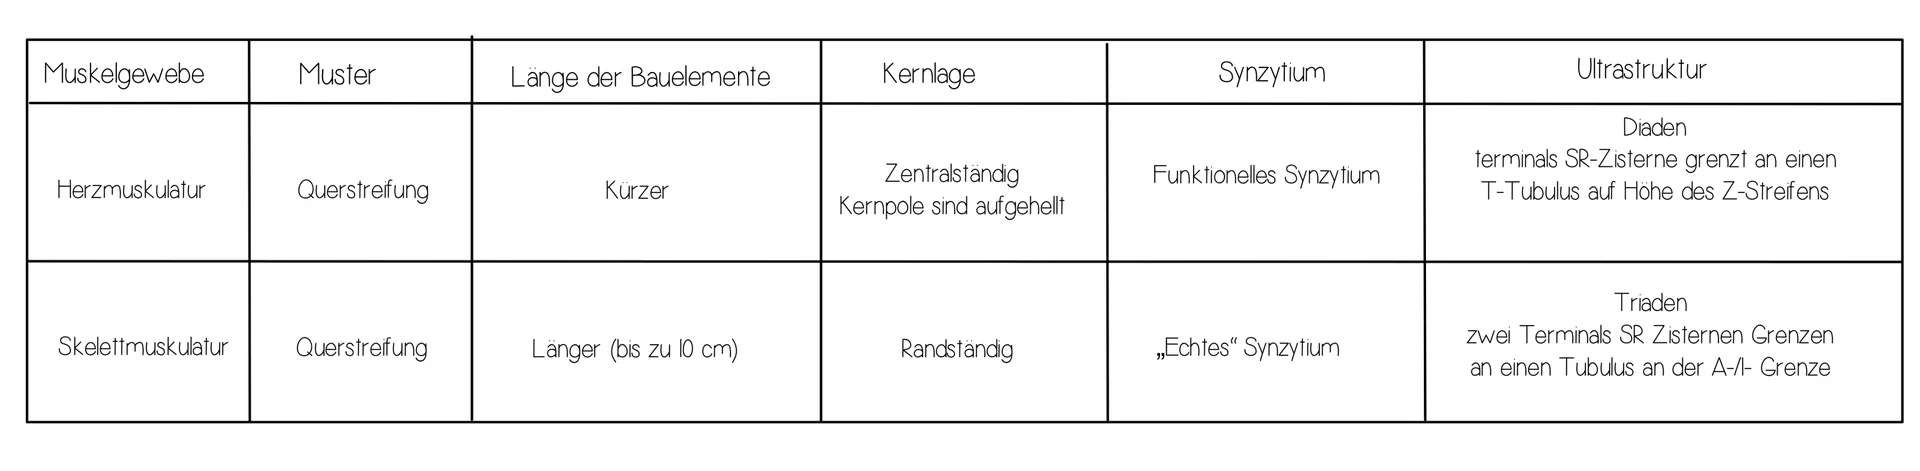 Muskelgewebe
Muster
Länge der Bauelemente
Kernlage
Synzytium
Ultrastruktur
Herzmuskulatur
Querstreifung
Kürzer
Zentralständig
Kernpole sind aufgehellt
Funktionelles Synzytium
Diaden
terminals SR-Zisterne grenzt an einen
T-Tubulus auf Höhe des Z-Streifens
Skelettmuskulatur
Querstreifung
Länger (bis zu 10 cm)
Randständig
„Echtes“ Synzytium
Triaden
zwei Terminals SR Zisternen Grenzen
an einen Tubulus an der A-/I- Grenze